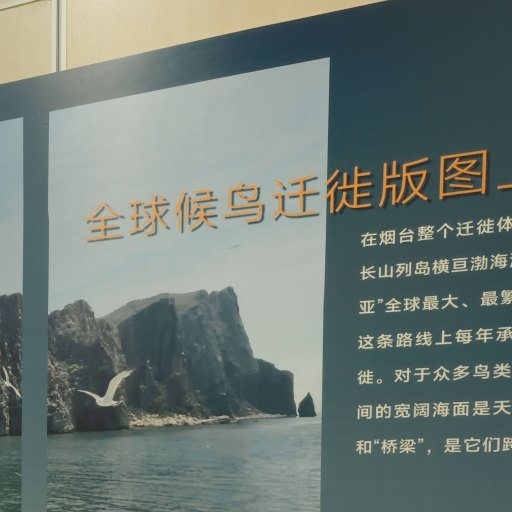 全球候鸟迁徙版图
在烟台整个迁徙体
长山列岛横亘渤海
亚”全球最大、最繁
这条路线上每年承
徙。对于众多鸟类
间的宽阔海面是天
和“桥梁”，是它们跨